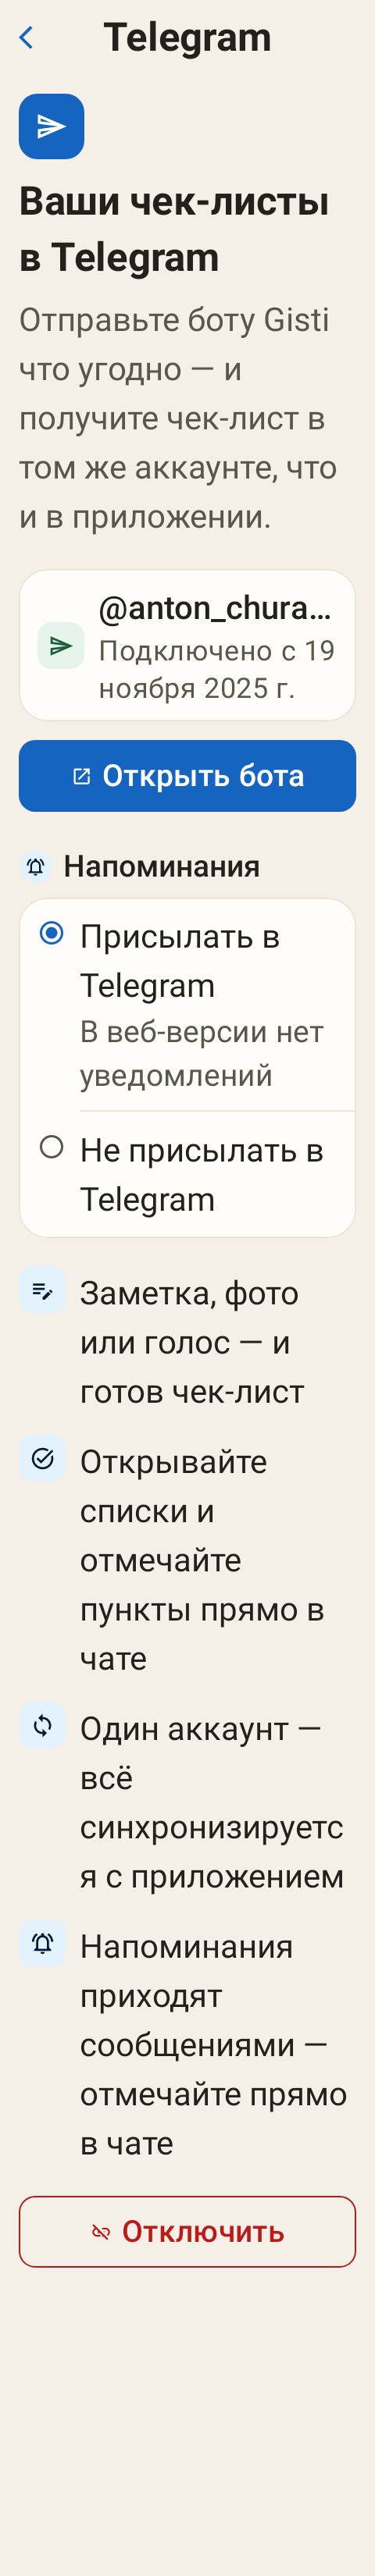 Telegram
Ваши чек-листы
в Telegram
Отправьте боту Gisti
что угодно — и
получите чек-лист в
том же аккаунте, что
и в приложении.
@anton_chura...
Подключено с 19
ноября 2025 г.
Открыть бота
Напоминания
Присылать в
Telegram
В веб-версии нет
уведомлений
Не присылать в
Telegram
Заметка, фото
или голос — и
готов чек-лист
Открывайте
списки и
отмечайте
пункты прямо в
чате
Один аккаунт —
всё
синхронизируетс
я с приложением
Напоминания
приходят
сообщениями —
отмечайте прямо
в чате
Отключить